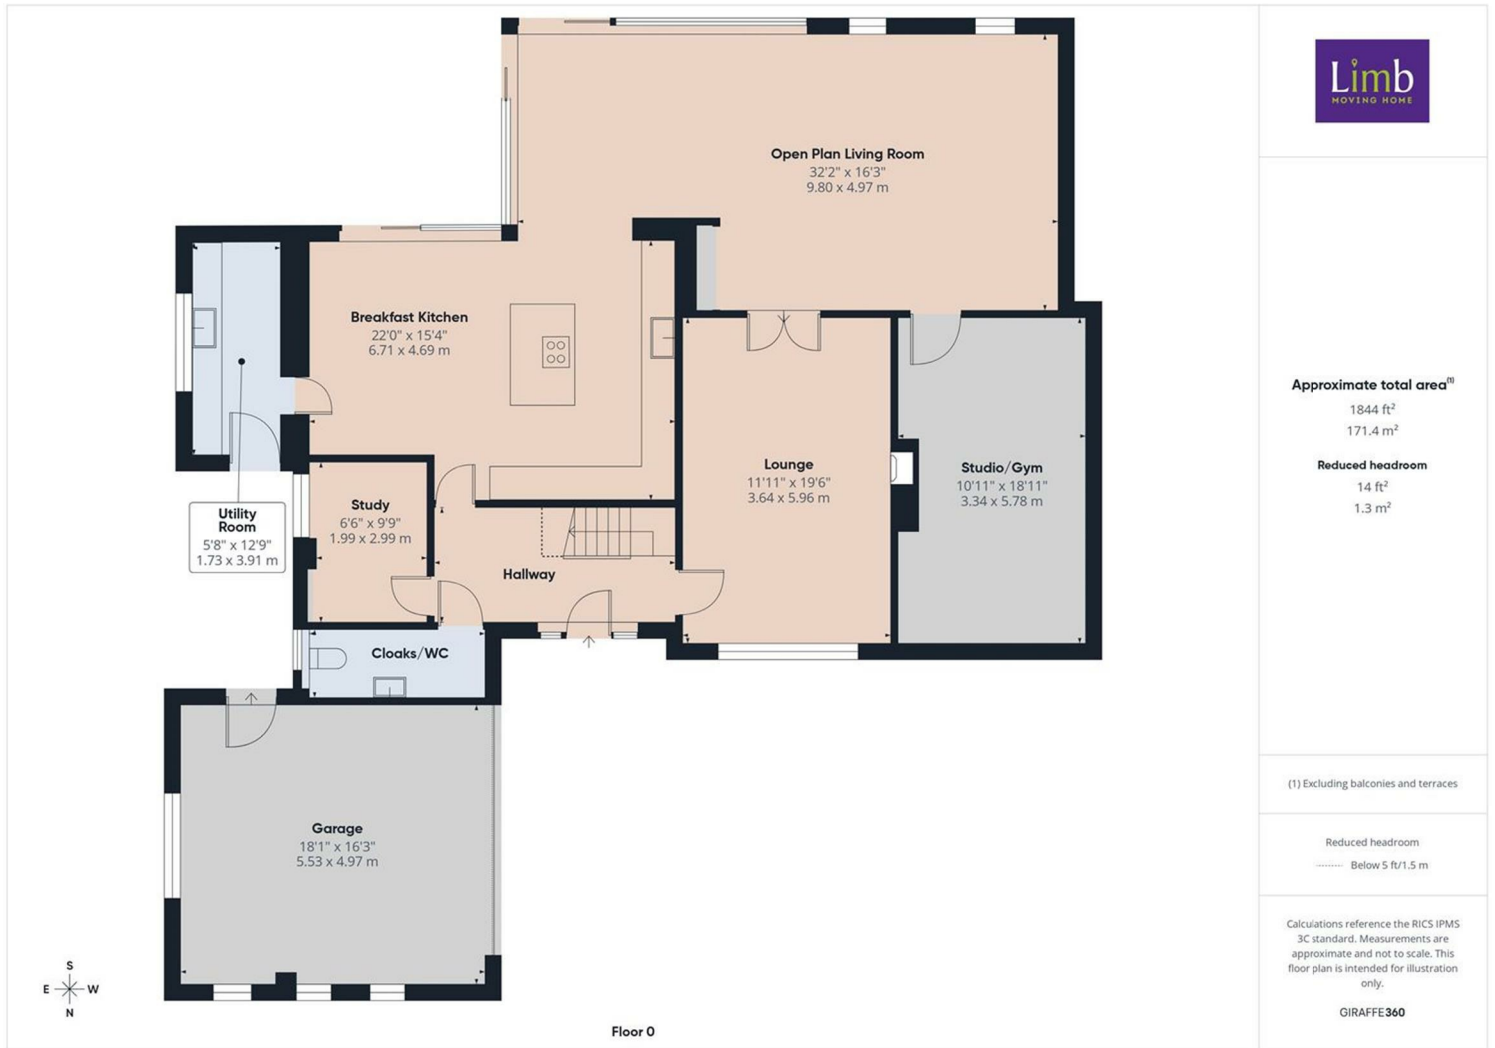 Open Plan Living Room
32'2" x 16'3"
9.80 x 4.97 m
Breakfast Kitchen
22'0" x 15'4"
6.71 x 4.69 m
Lounge
11'11" x 19'6"
3.64 x 5.96 m
Studio/Gym
10'11" x 18'11"
3.34 x 5.78 m
Study
6'6" x 9'9"
1.99 x 2.99 m
Utility
Room
5'8" x 12'9"
1.73 x 3.91 m
Hallway
Cloaks/WC
Garage
18'1" x 16'3"
5.53 x 4.97 m
S
E W
N
Floor 0
Limb
MOVING HOME
Approximate total area(1)
1844 ft²
171.4 m²
Reduced headroom
14 ft²
1.3 m²
(1) Excluding balconies and terraces
Reduced headroom
Below 5 ft/1.5 m
Calculations reference the RICS IPMS
3C standard. Measurements are
approximate and not to scale. This
floor plan is intended for illustration
only.
GIRAFFE360